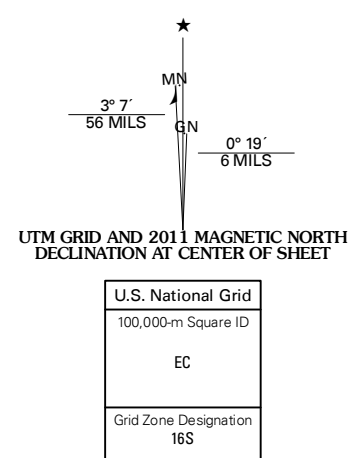 ★
MN
3° 7´
56 MILS
GN
0° 19´
6 MILS
UTM GRID AND 2011 MAGNETIC NORTH
DECLINATION AT CENTER OF SHEET
U.S. National Grid
100,000-m Square ID
EC
Grid Zone Designation
16S